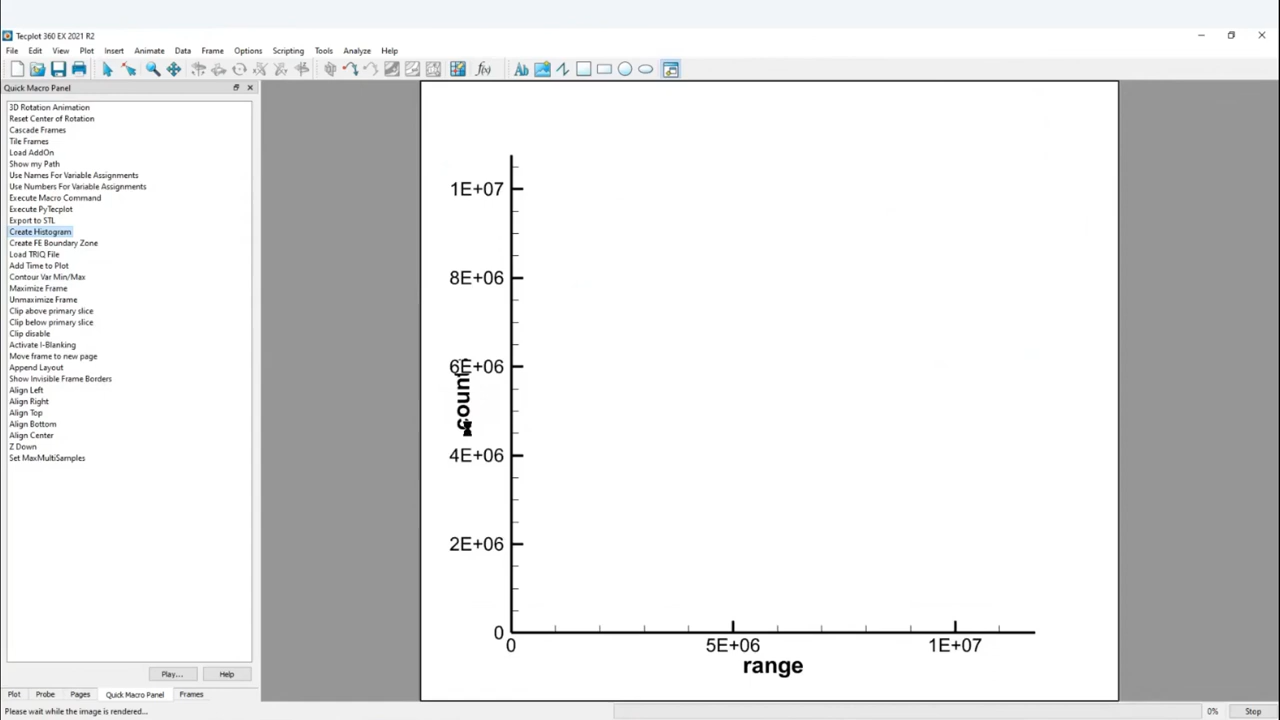 Tecplot 360 EX 2021 R2
File Edit View Plot Insert Animate Data Frame Options Scripting Tools Analyze Help
f(x) Ab
Quick Macro Panel
3D Rotation Animation
Reset Center of Rotation
Cascade Frames
Tile Frames
Load AddOn
Show my Path
Use Names For Variable Assignments
Use Numbers For Variable Assignments
Execute Macro Command
Execute PyTecplot
Export to STL
Create Histogram
Create FE Boundary Zone
Load TRIQ File
Add Time to Plot
Contour Var Min/Max
Maximize Frame
Unmaximize Frame
Clip above primary slice
Clip below primary slice
Clip disable
Activate I-Blanking
Move frame to new page
Append Layout
Show Invisible Frame Borders
Align Left
Align Right
Align Top
Align Bottom
Align Center
Z Down
Set MaxMultiSamples
Play... Help
Plot Probe Pages Quick Macro Panel Frames
Please wait while the image is rendered...
0% Stop
1E+07
8E+06
6E+06
4E+06
2E+06
0
count
0 5E+06 1E+07
range